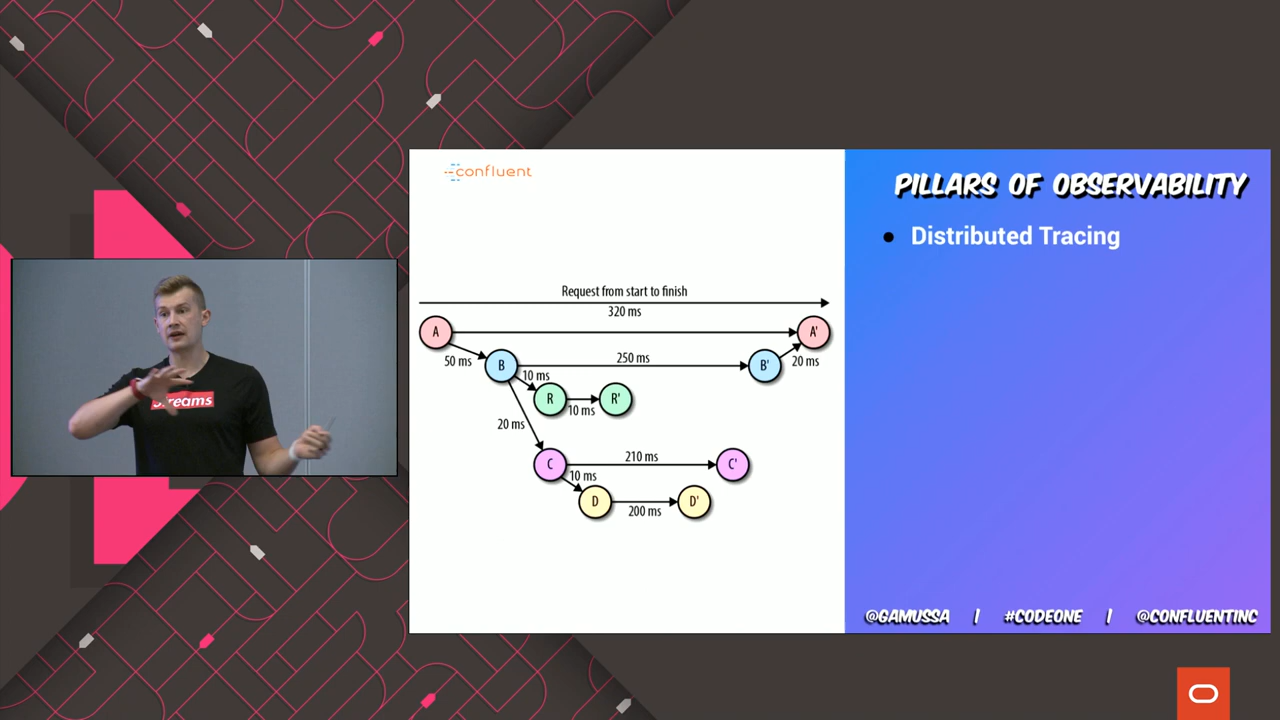 confluent
PILLARS OF OBSERVABILITY
• Distributed Tracing
Request from start to finish
320 ms
A
A'
50 ms
B
250 ms
B'
20 ms
10 ms
R
R'
10 ms
20 ms
C
210 ms
C'
10 ms
D
200 ms
D'
Streams
@GAMUSSA | #CODEONE | @CONFLUENTINC